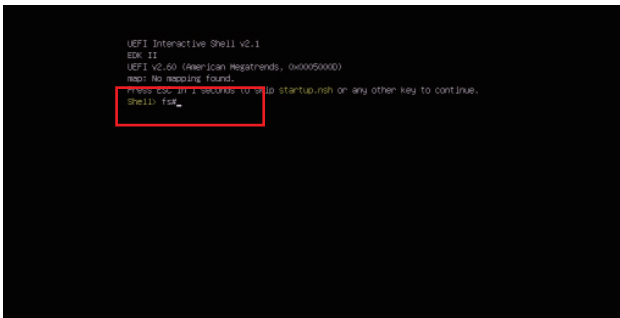 UEFI Interactive Shell v2.1
EDK II
UEFI v2.60 (American Megatrends, 0x0005000D)
map: No mapping found.
Press ESC in 1 seconds to skip startup.nsh or any other key to continue.
Shell> fs#_